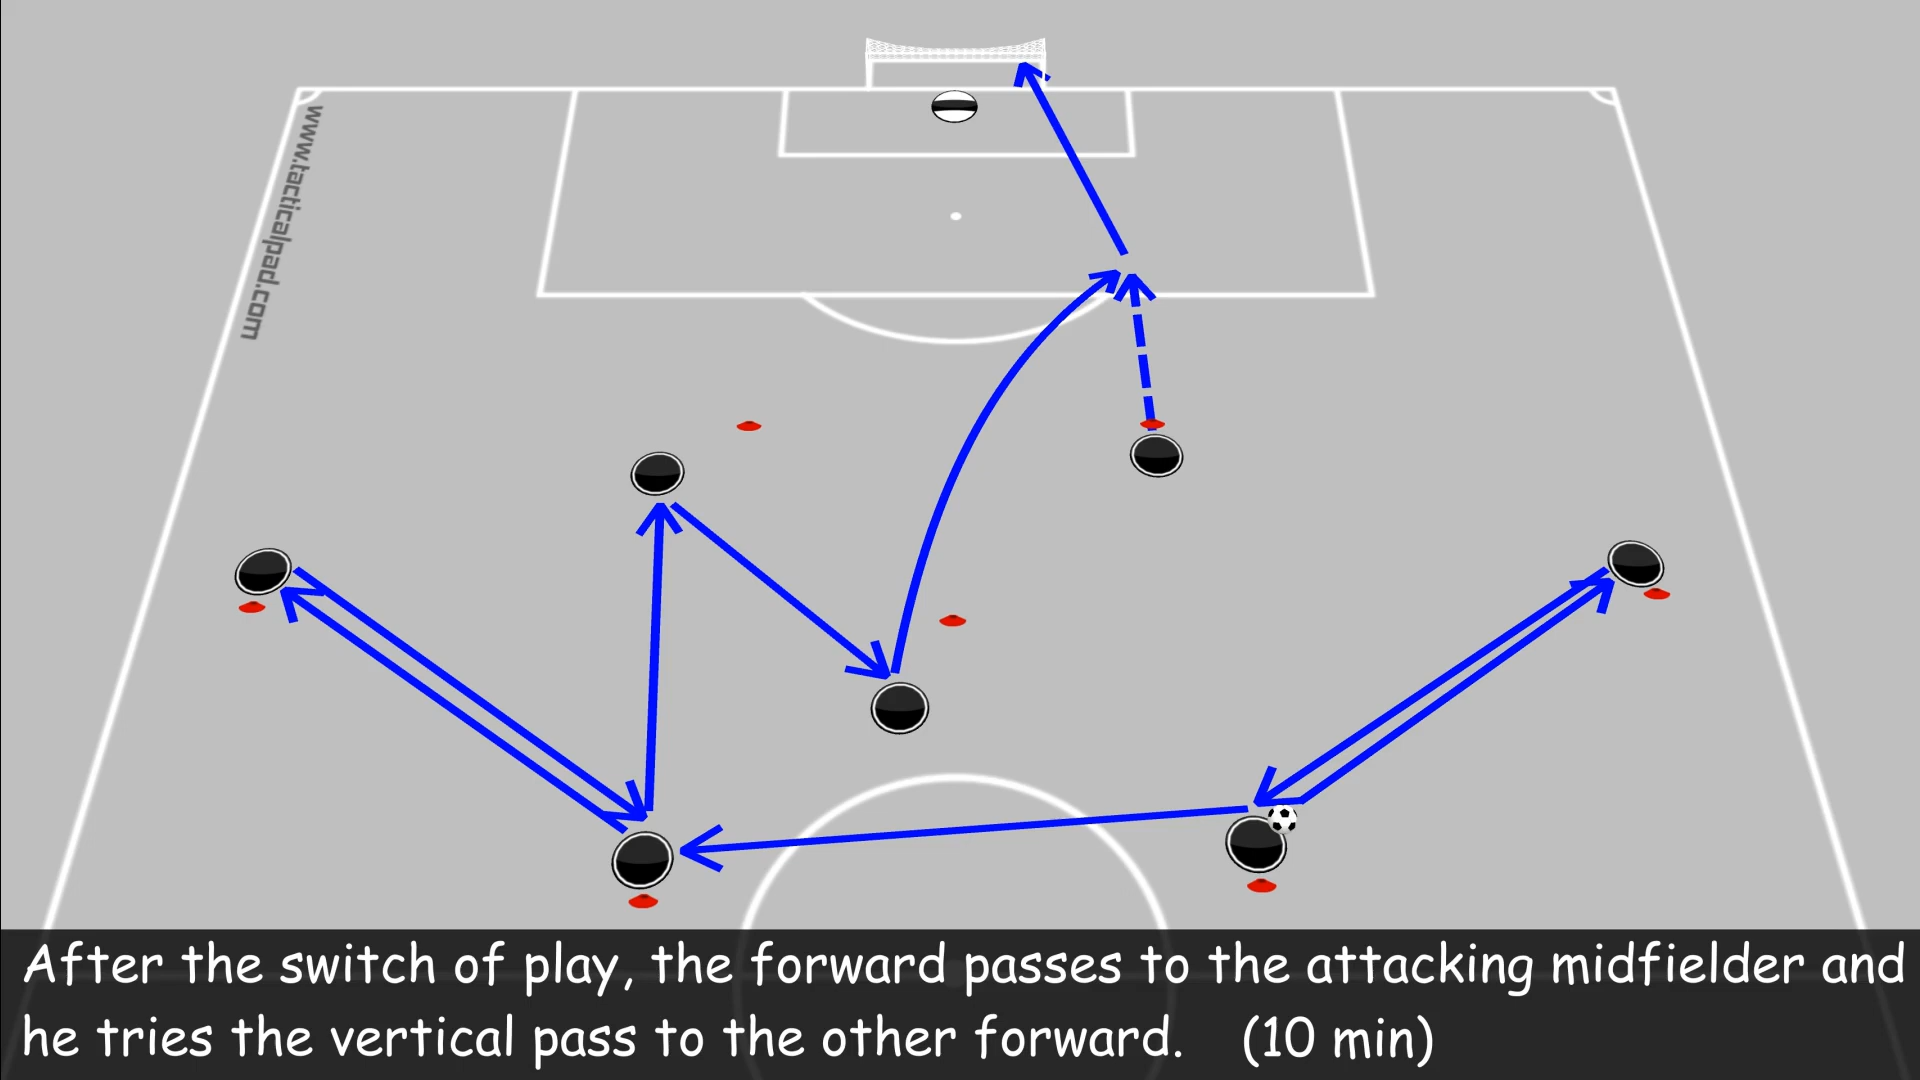 www.tacticalpad.com
After the switch of play, the forward passes to the attacking midfielder and
he tries the vertical pass to the other forward. (10 min)